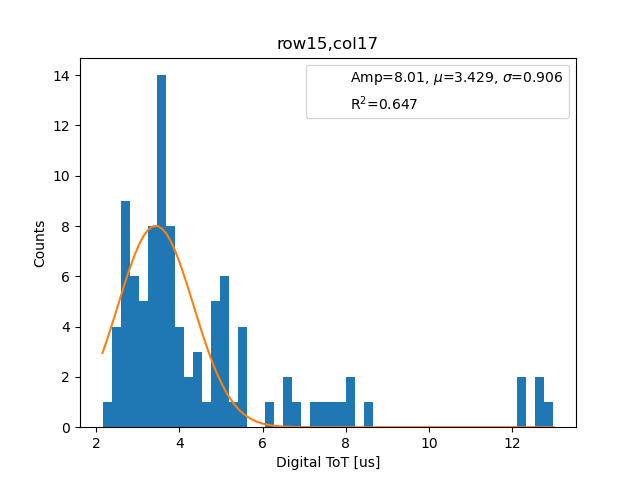 row15,col17
Amp=8.01, μ=3.429, σ=0.906
R²=0.647
14
12
10
8
6
4
2
0
Counts
2 4 6 8 10 12
Digital ToT [us]